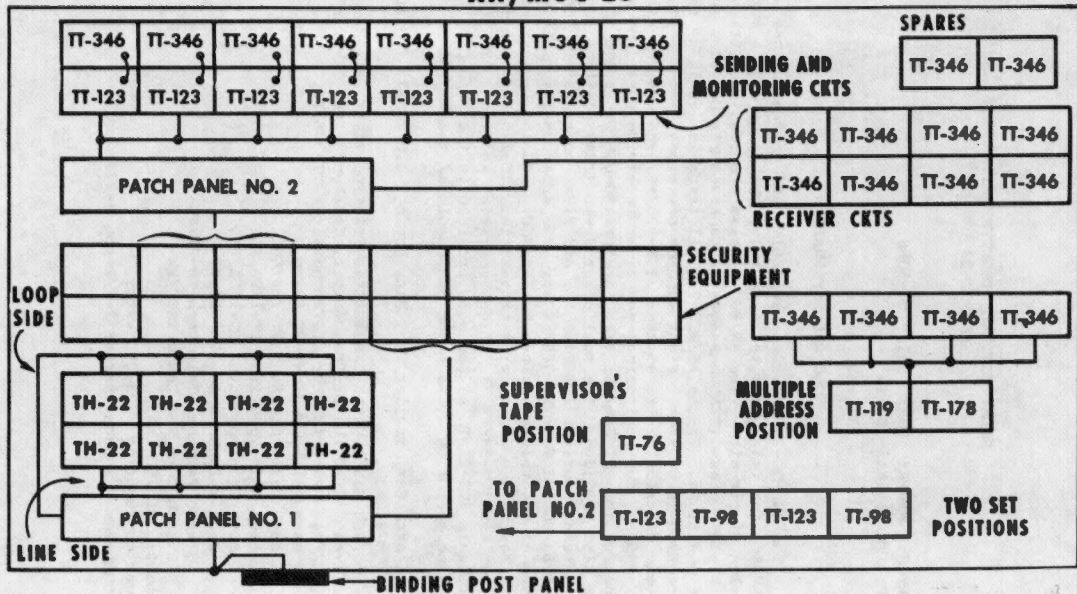 TT-346 TT-346 TT-346 TT-346 TT-346 TT-346 TT-346 TT-346
TT-123 TT-123 TT-123 TT-123 TT-123 TT-123 TT-123 TT-123
SENDING AND
MONITORING CKTS
SPARES
TT-346 TT-346
PATCH PANEL NO. 2
TT-346 TT-346 TT-346 TT-346
TT-346 TT-346 TT-346 TT-346
RECEIVER CKTS
SECURITY
EQUIPMENT
LOOP
SIDE
TT-346 TT-346 TT-346 TT-346
MULTIPLE
ADDRESS
POSITION
TT-119 TT-178
TH-22 TH-22 TH-22 TH-22
TH-22 TH-22 TH-22 TH-22
SUPERVISOR'S
TAPE
POSITION
TT-76
PATCH PANEL NO. 1
LINE SIDE
TO PATCH
PANEL NO.2
TT-123 TT-98 TT-123 TT-98
TWO SET
POSITIONS
BINDING POST PANEL